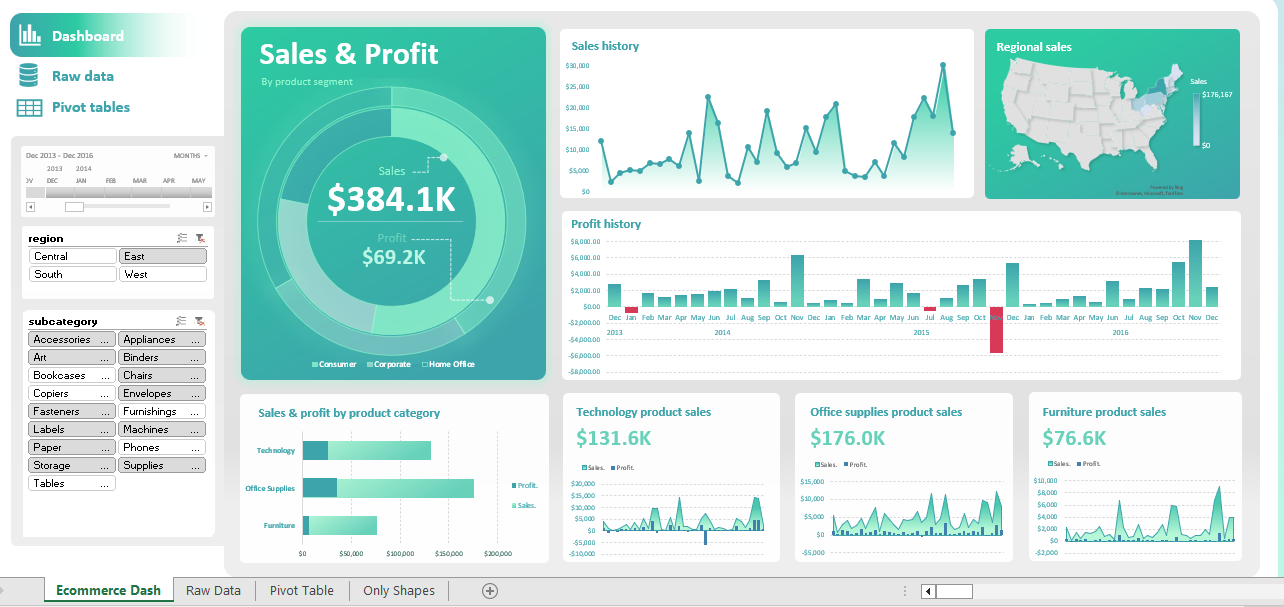 Dashboard
Raw data
Pivot tables
Dec 2013 - Dec 2016
MONTHS
2013 2014
OV DEC JAN FEB MAR APR MAY
region
Central East
South West
subcategory
Accessories ... Appliances ...
Art ... Binders ...
Bookcases ... Chairs ...
Copiers ... Envelopes ...
Fasteners ... Furnishings ...
Labels ... Machines ...
Paper ... Phones ...
Storage ... Supplies ...
Tables ...
Sales & Profit
By product segment
Sales
$384.1K
Profit
$69.2K
Consumer Corporate Home Office
Sales history
$30,000
$25,000
$20,000
$15,000
$10,000
$5,000
$0
Regional sales
Sales
$176,167
$0
Powered by Bing
Profit history
$8,000.00
$6,000.00
$4,000.00
$2,000.00
$0.00
-$2,000.00
-$4,000.00
-$6,000.00
-$8,000.00
Dec Jan Feb Mar Apr May Jun Jul Aug Sep Oct Nov Dec Jan Feb Mar Apr May Jun Jul Aug Sep Oct Nov Dec Jan Feb Mar Apr May Jun Jul Aug Sep Oct Nov Dec
2013 2014 2015 2016
Sales & profit by product category
Technology
Office Supplies
Furniture
$0 $50,000 $100,000 $150,000 $200,000
Profit.
Sales.
Technology product sales
$131.6K
Sales. Profit.
$20,000
$15,000
$10,000
$5,000
$0
-$5,000
-$10,000
Office supplies product sales
$176.0K
Sales. Profit.
$15,000
$10,000
$5,000
$0
-$5,000
Furniture product sales
$76.6K
Sales. Profit.
$10,000
$8,000
$6,000
$4,000
$2,000
$0
-$2,000
Ecommerce Dash Raw Data Pivot Table Only Shapes